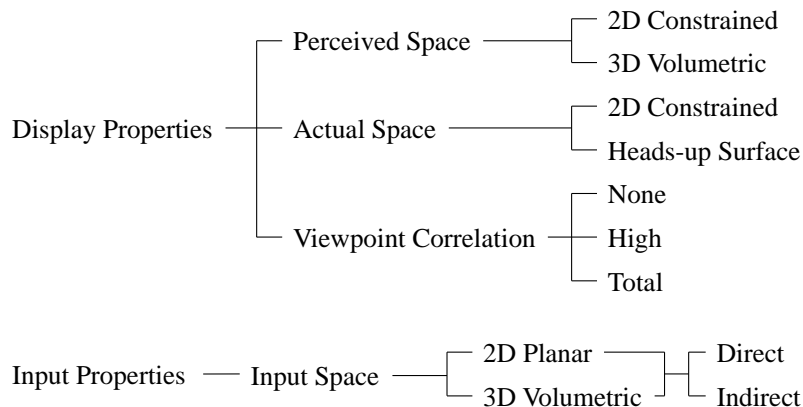 2D Constrained
Perceived Space
3D Volumetric
2D Constrained
Display Properties Actual Space
Heads-up Surface
None
Viewpoint Correlation High
Total
2D Planar Direct
Input Properties Input Space
3D Volumetric Indirect